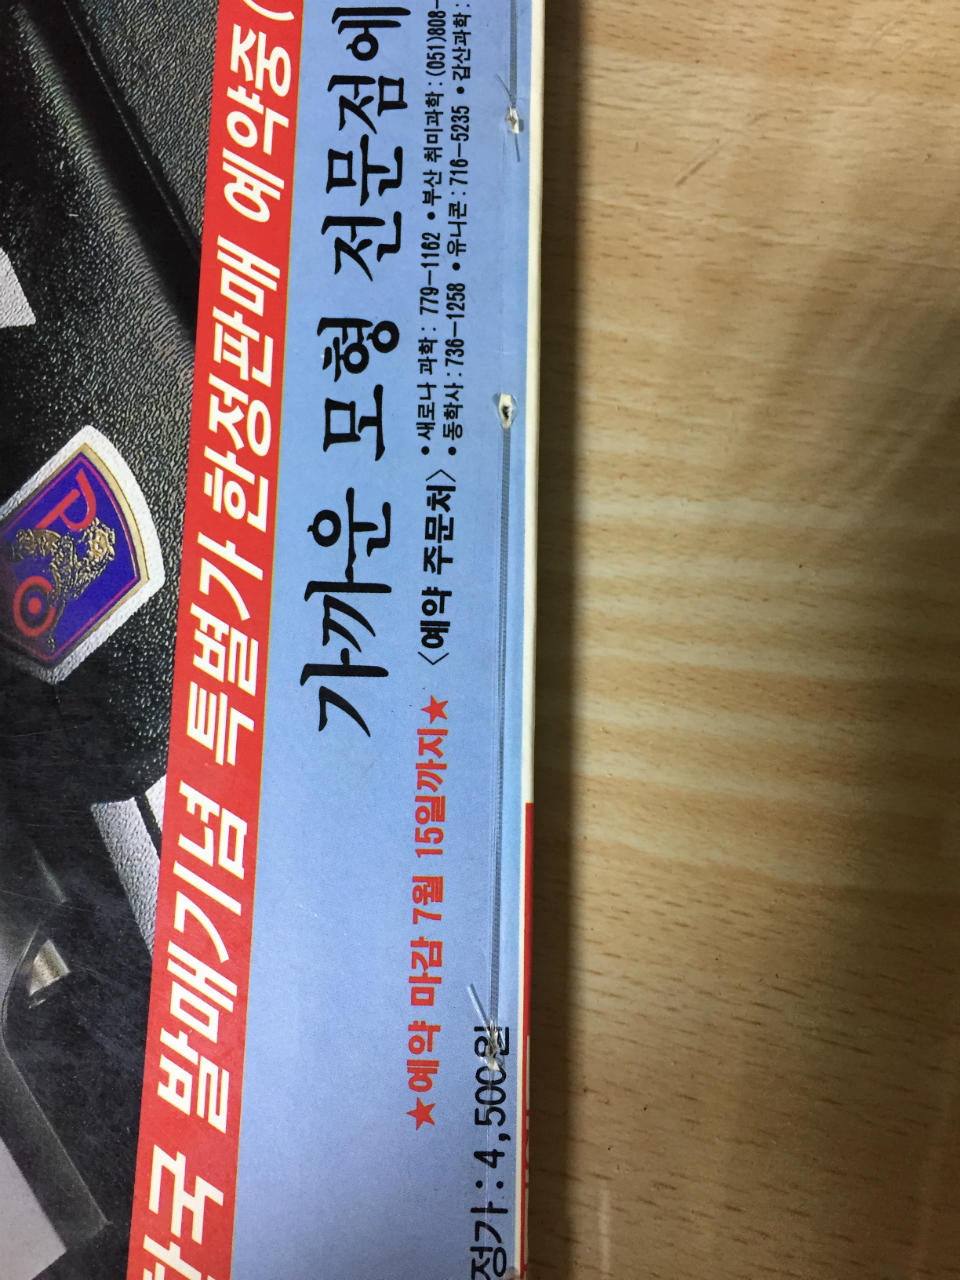 국 발매기념 특별가 한정판매 예약중(
가까운 모형 전문점에
★예약 마감 7월 15일까지★ <예약 주문처> •새로나 과학: 779-1162 •부산 취미과학:(051)808-
•동학사:736-1258 •유니콘:716-5235 •갑산과학:
정가:4,500원